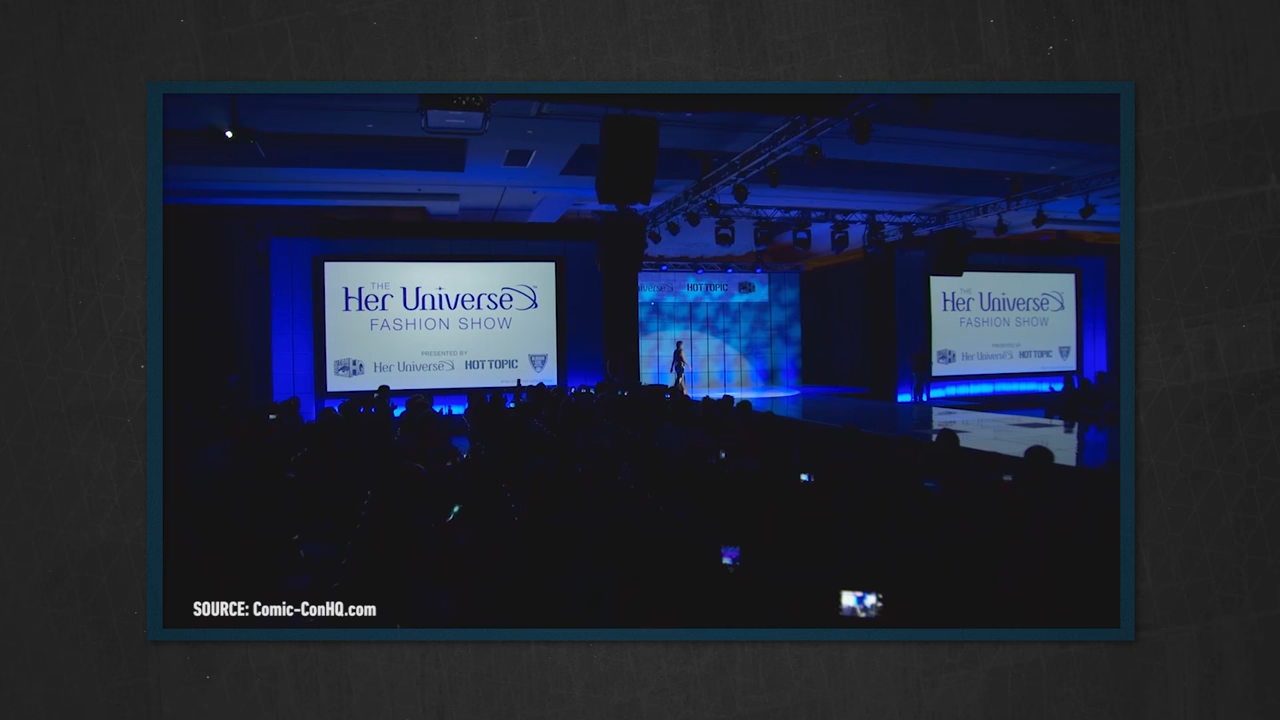 THE
Her Universe
FASHION SHOW
PRESENTED BY
Her Universe
HOT TOPIC
HOT TOPIC
THE
Her Universe
FASHION SHOW
Her Universe
HOT TOPIC
SOURCE: Comic-ConHQ.com